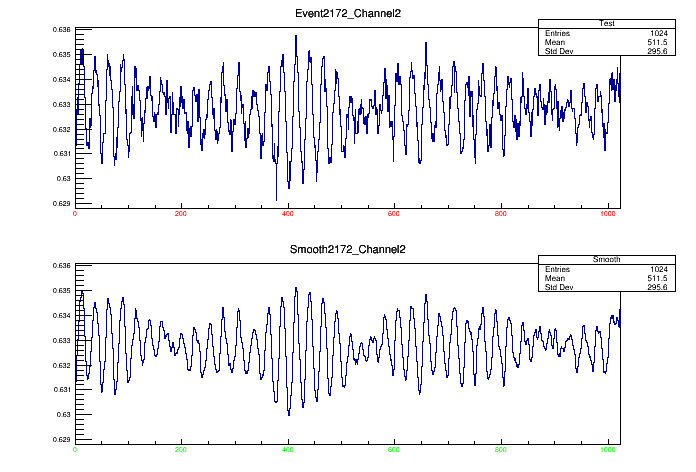 Event2172_Channel2
Test
Entries 1024
Mean 511.5
Std Dev 295.6
0.636
0.635
0.634
0.633
0.632
0.631
0.63
0.629
0 200 400 600 800 1000
Smooth2172_Channel2
Smooth
Entries 1024
Mean 511.5
Std Dev 295.6
0.636
0.635
0.634
0.633
0.632
0.631
0.63
0.629
0 200 400 600 800 1000